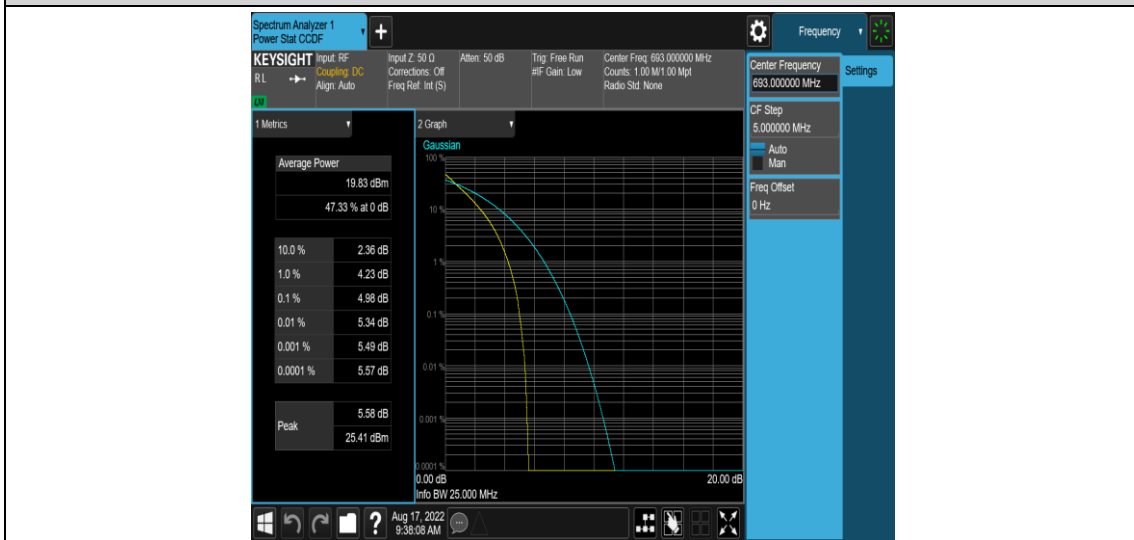 Spectrum Analyzer 1
Power Stat CCDF
+
Frequency
KEYSIGHT
RL
Input: RF
Coupling: DC
Align: Auto
Input Z: 50 Ω
Corrections: Off
Freq Ref: Int (S)
Atten: 50 dB
Trig: Free Run
#IF Gain: Low
Center Freq: 693.000000 MHz
Counts: 1.00 M/1.00 Mpt
Radio Std: None
Center Frequency
693.000000 MHz
Settings
CF Step
5.000000 MHz
Auto
Man
Freq Offset
0 Hz
1 Metrics
Average Power
19.83 dBm
47.33 % at 0 dB
10.0 % 2.36 dB
1.0 % 4.23 dB
0.1 % 4.98 dB
0.01 % 5.34 dB
0.001 % 5.49 dB
0.0001 % 5.57 dB
Peak 5.58 dB
25.41 dBm
2 Graph
Gaussian
100 %
10 %
1 %
0.1 %
0.01 %
0.001 %
0.0001 %
0.00 dB 20.00 dB
Info BW 25.000 MHz
?
Aug 17, 2022
9:38:08 AM